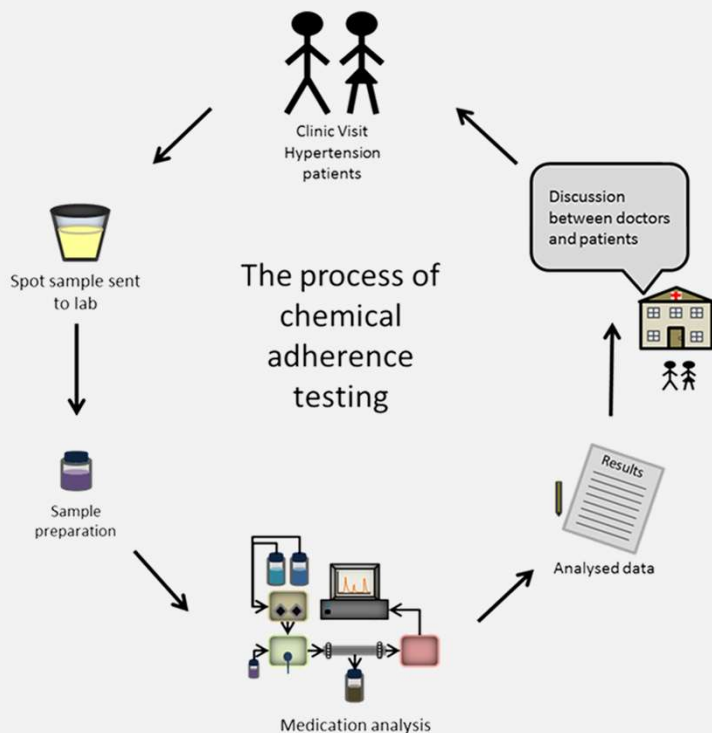 Clinic Visit
Hypertension
patients
Discussion
between doctors
and patients
Spot sample sent
to lab
The process of
chemical
adherence
testing
Results
Sample
preparation
Analysed data
Medication analysis